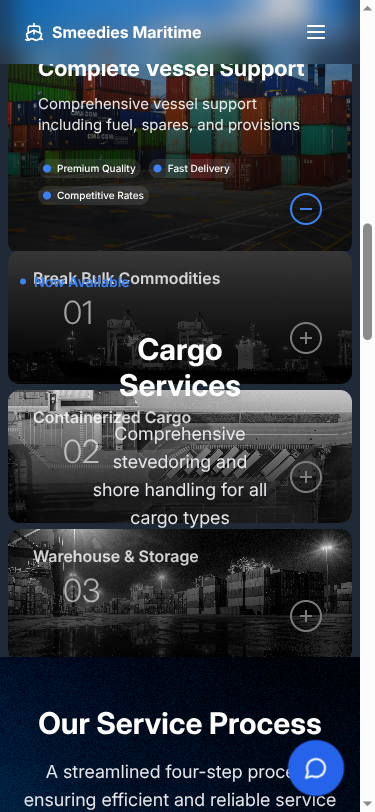 Smeedies Maritime
Complete Vessel Support
Comprehensive vessel support
including fuel, spares, and provisions
Premium Quality
Fast Delivery
Competitive Rates
Break Bulk Commodities
Now Available
01
Cargo
Services
Containerized Cargo
02
Comprehensive
stevedoring and
shore handling for all
cargo types
Warehouse & Storage
03
Our Service Process
A streamlined four-step
ensuring efficient and reliable service